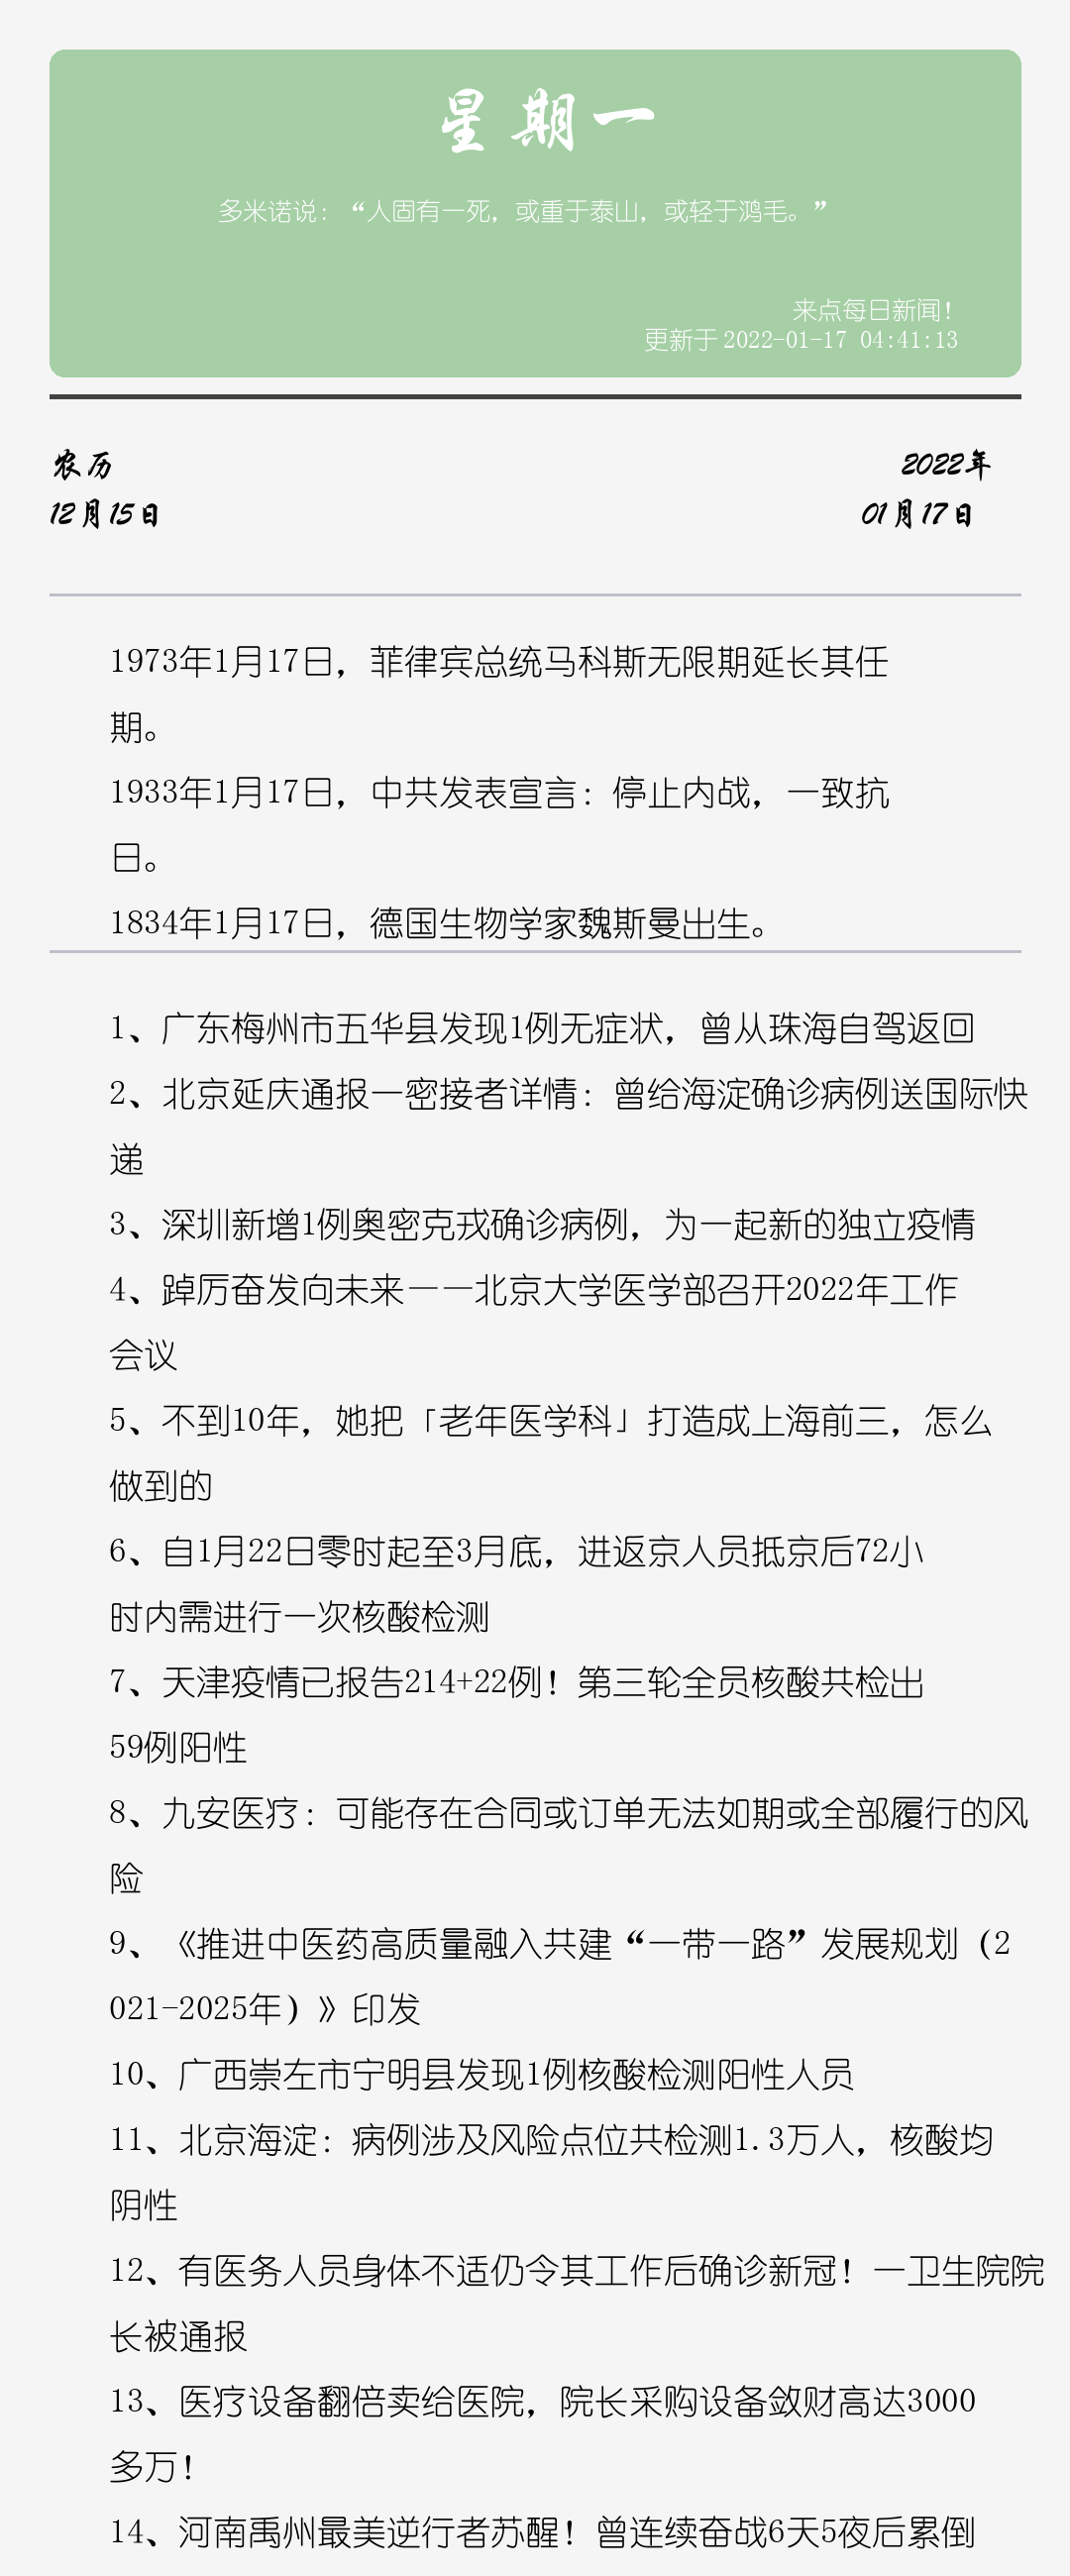 星期一
多米诺说：“人固有一死，或重于泰山，或轻于鸿毛。”
来点每日新闻！
更新于 2022-01-17 04:41:13
农历
2022年
12月15日
01月17日
1973年1月17日，菲律宾总统马科斯无限期延长其任
期。
1933年1月17日，中共发表宣言：停止内战，一致抗
日。
1834年1月17日，德国生物学家魏斯曼出生。
1、广东梅州市五华县发现1例无症状，曾从珠海自驾返回
2、北京延庆通报一密接者详情：曾给海淀确诊病例送国际快
递
3、深圳新增1例奥密克戎确诊病例，为一起新的独立疫情
4、踔厉奋发向未来——北京大学医学部召开2022年工作
会议
5、不到10年，她把「老年医学科」打造成上海前三，怎么
做到的
6、自1月22日零时起至3月底，进返京人员抵京后72小
时内需进行一次核酸检测
7、天津疫情已报告214+22例！第三轮全员核酸共检出
59例阳性
8、九安医疗：可能存在合同或订单无法如期或全部履行的风
险
9、《推进中医药高质量融入共建“一带一路”发展规划（2
021-2025年）》印发
10、广西崇左市宁明县发现1例核酸检测阳性人员
11、北京海淀：病例涉及风险点位共检测1.3万人，核酸均
阴性
12、有医务人员身体不适仍令其工作后确诊新冠！一卫生院院
长被通报
13、医疗设备翻倍卖给医院，院长采购设备敛财高达3000
多万！
14、河南禹州最美逆行者苏醒！曾连续奋战6天5夜后累倒